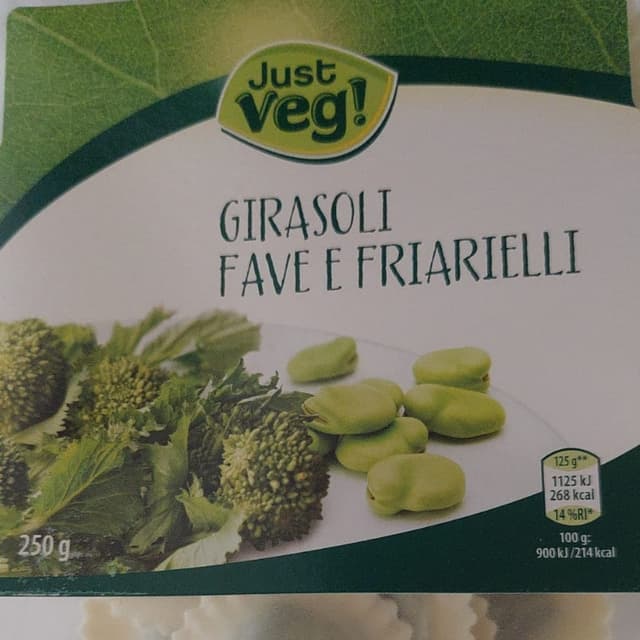 Just
Veg!
GIRASOLI
FAVE E FRIARIELLI
125 g**
1125 kJ
268 kcal
14 %RI*
100 g:
900 kJ/214 kcal
250 g